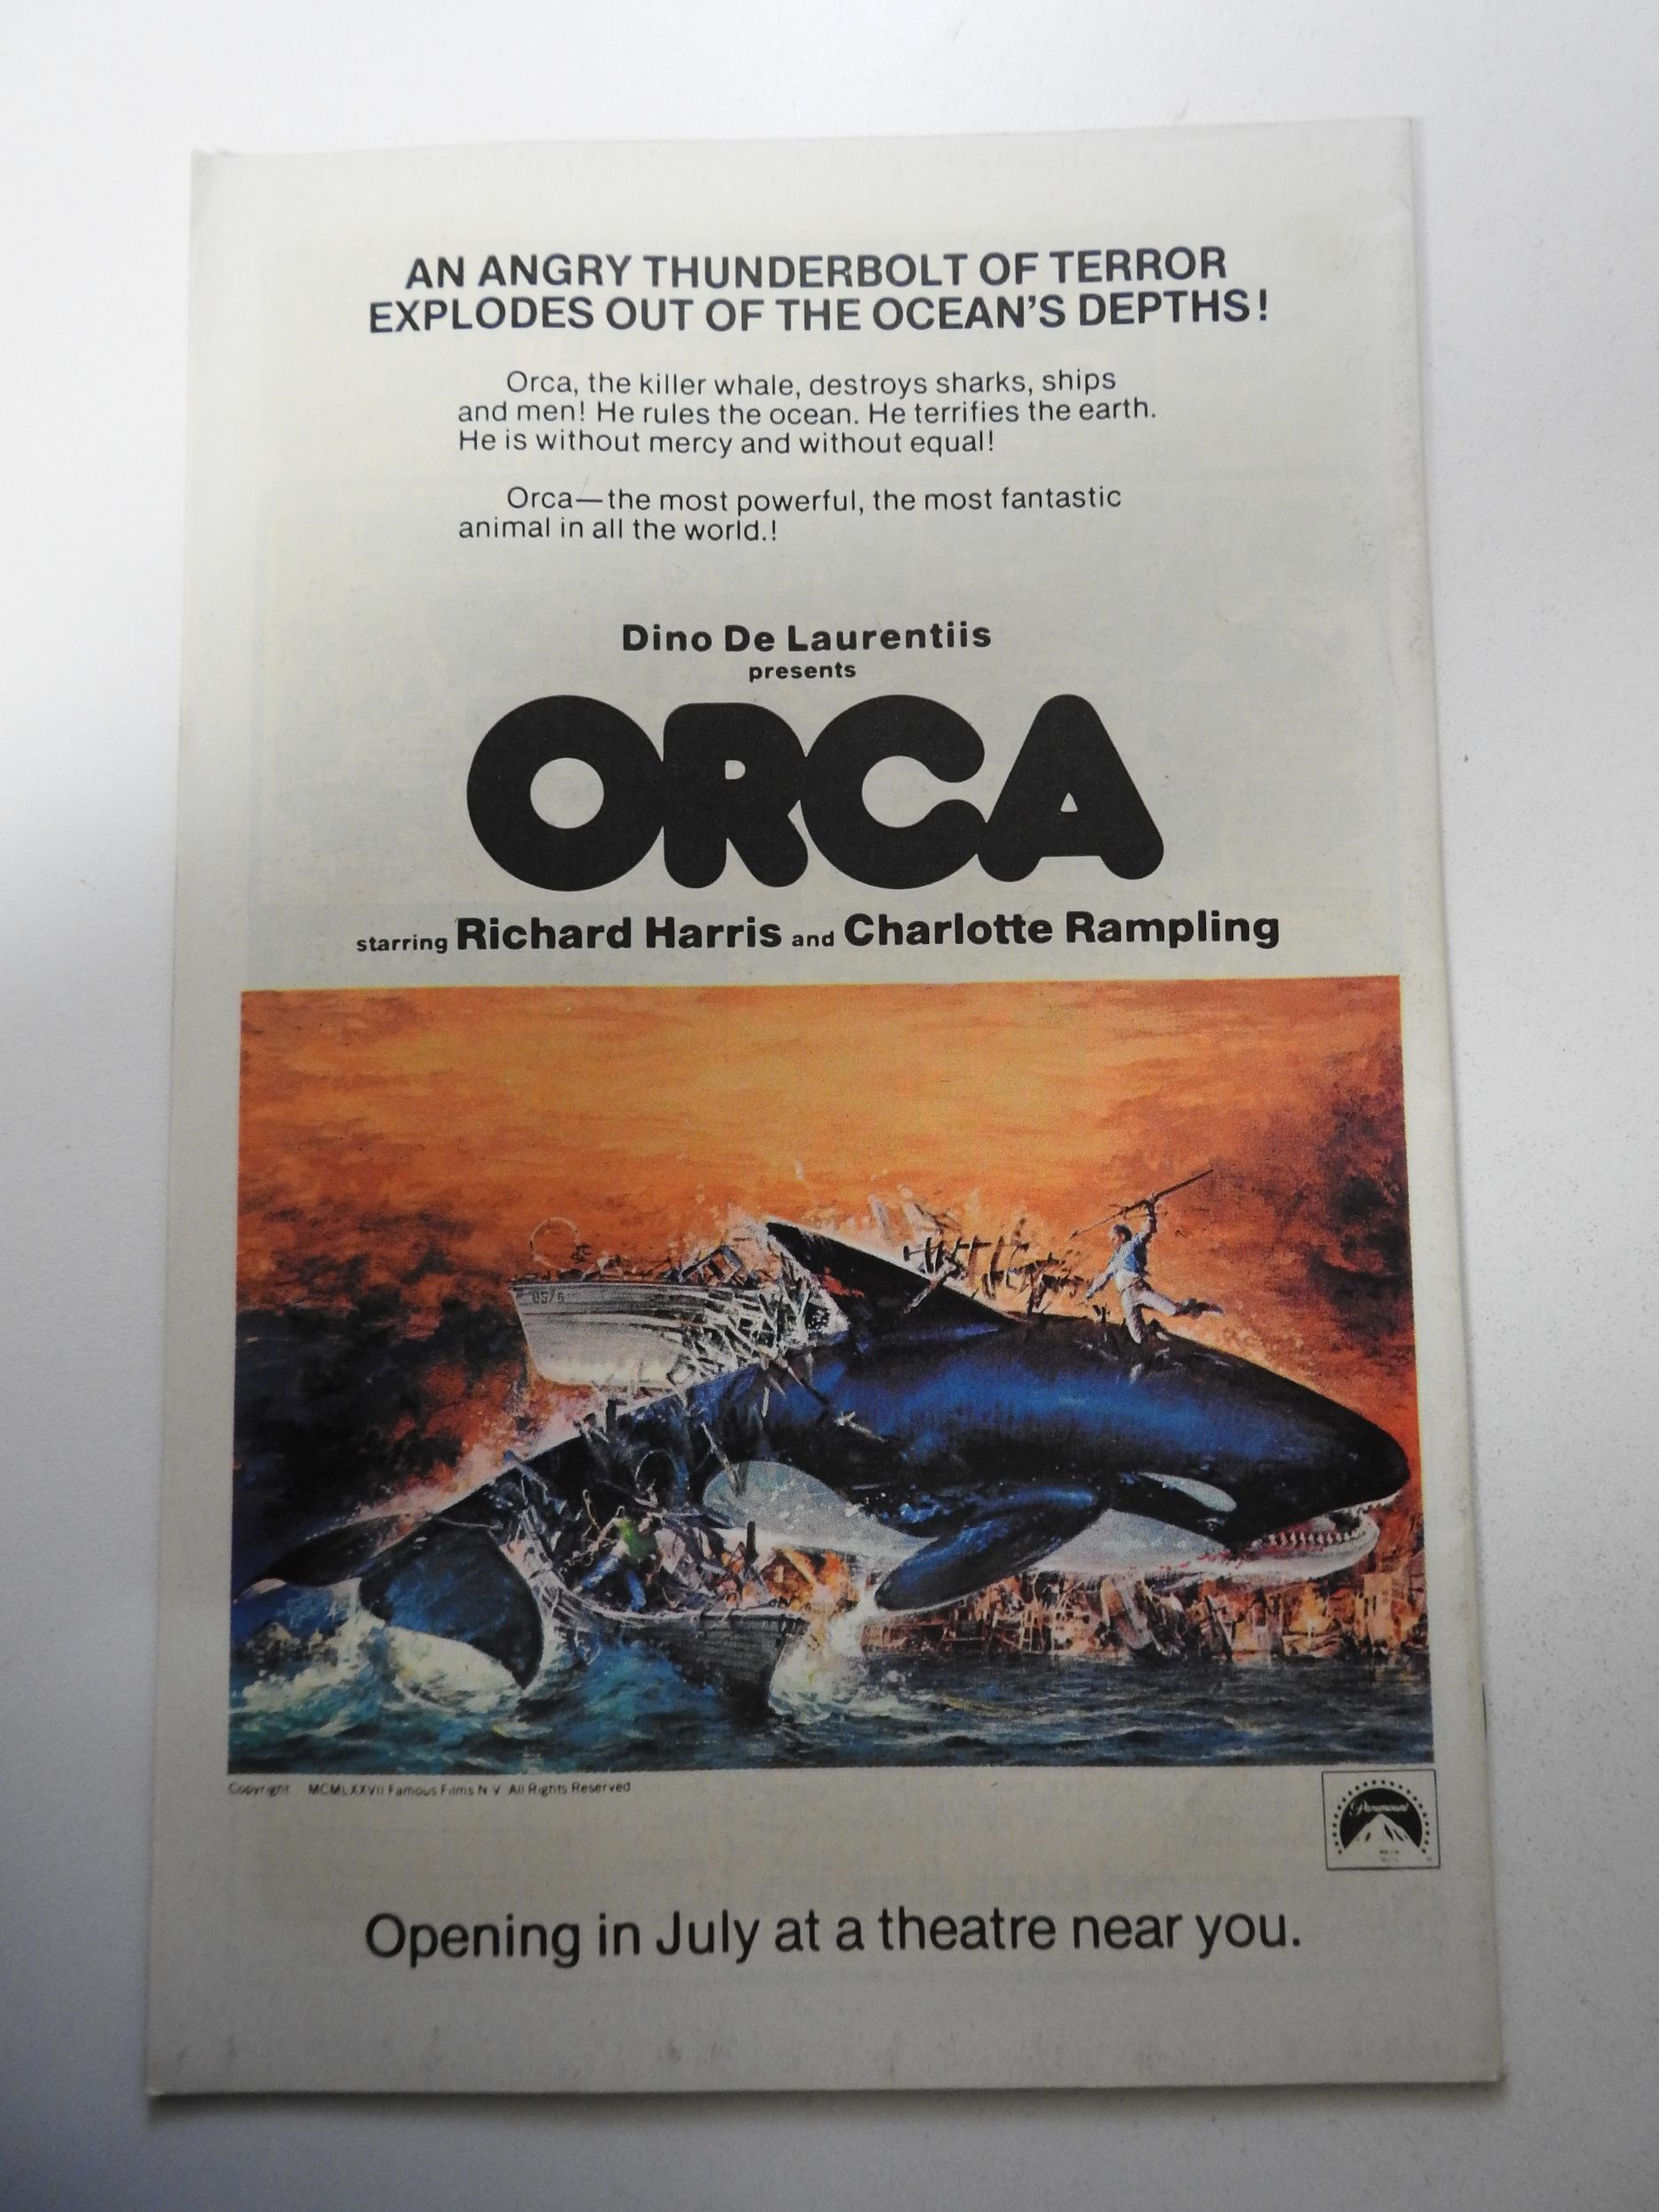 AN ANGRY THUNDERBOLT OF TERROR
EXPLODES OUT OF THE OCEAN'S DEPTHS!
Orca, the killer whale, destroys sharks, ships
and men! He rules the ocean. He terrifies the earth.
He is without mercy and without equal!
Orca—the most powerful, the most fantastic
animal in all the world.!
Dino De Laurentiis
presents
ORCA
starring Richard Harris and Charlotte Rampling
Copyright MCMLXXVII Famous Films N V All Rights Reserved
Paramount
Opening in July at a theatre near you.